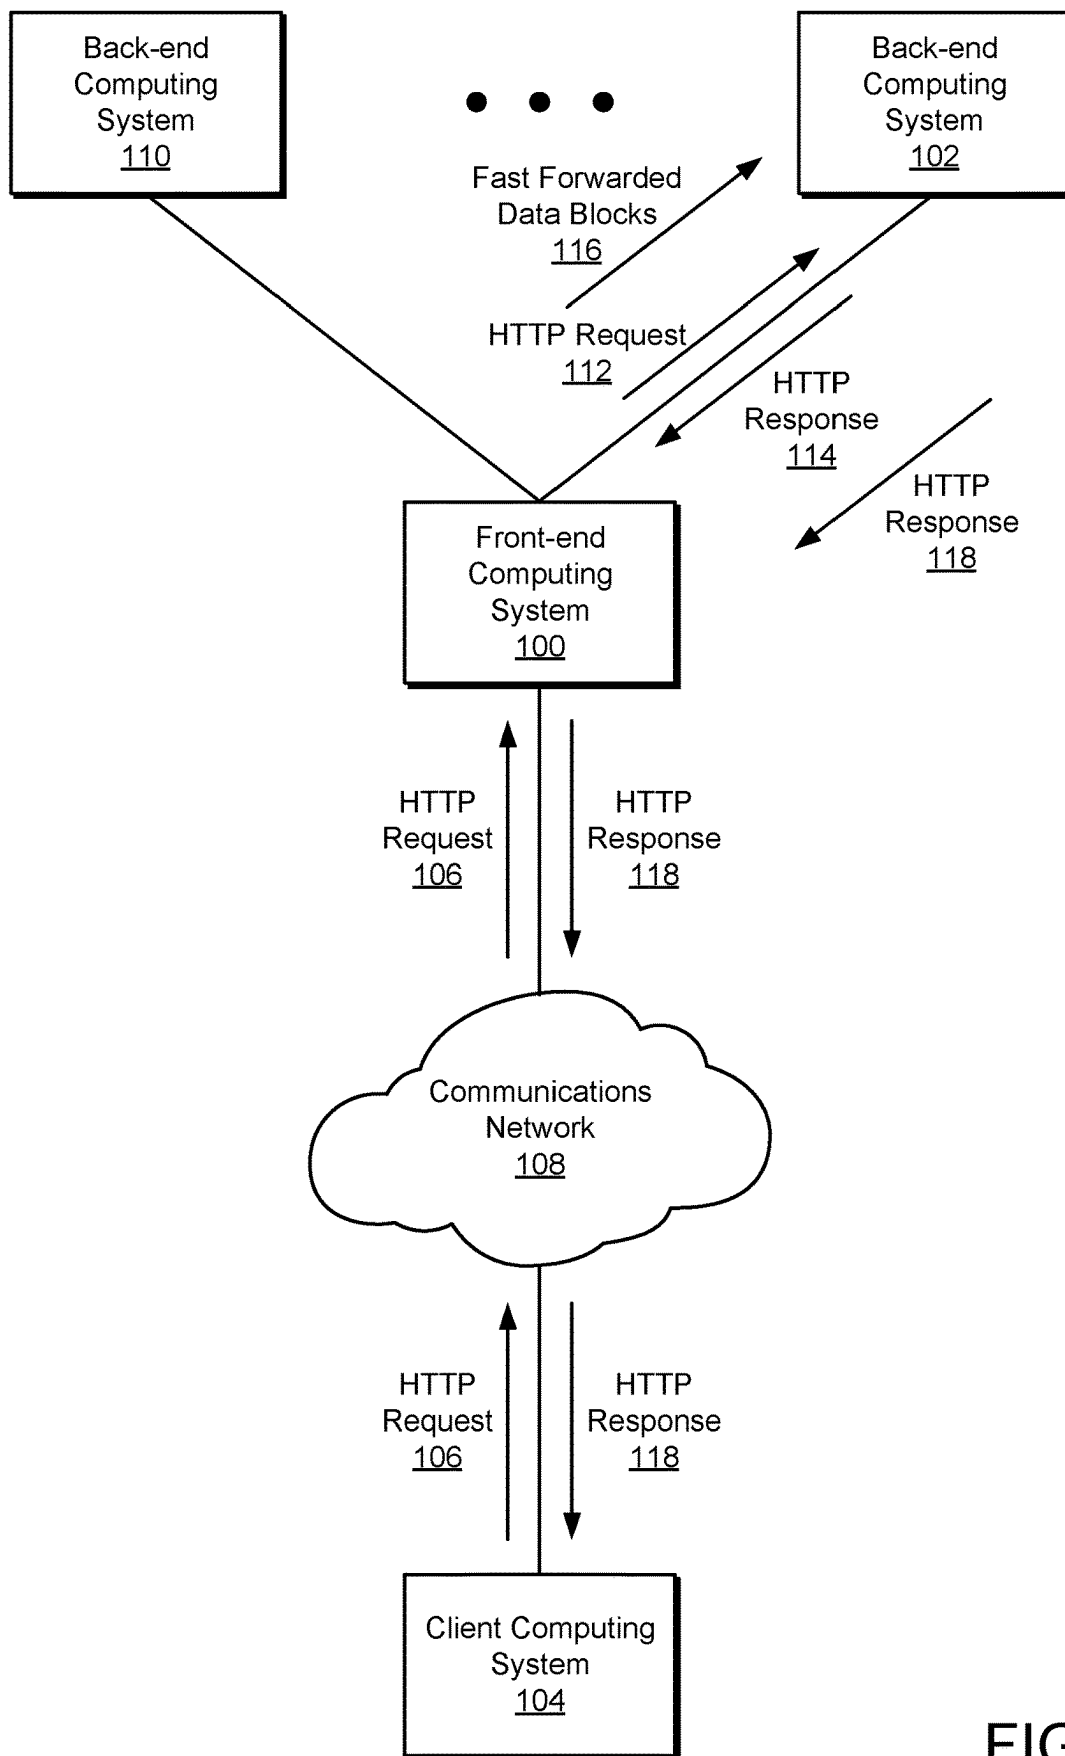 Back-end
Computing
System
110
Back-end
Computing
System
102
Fast Forwarded
Data Blocks
116
HTTP Request
112
HTTP
Response
114
HTTP
Response
118
Front-end
Computing
System
100
HTTP
Request
106
HTTP
Response
118
Communications
Network
108
HTTP
Request
106
HTTP
Response
118
Client Computing
System
104
FIG